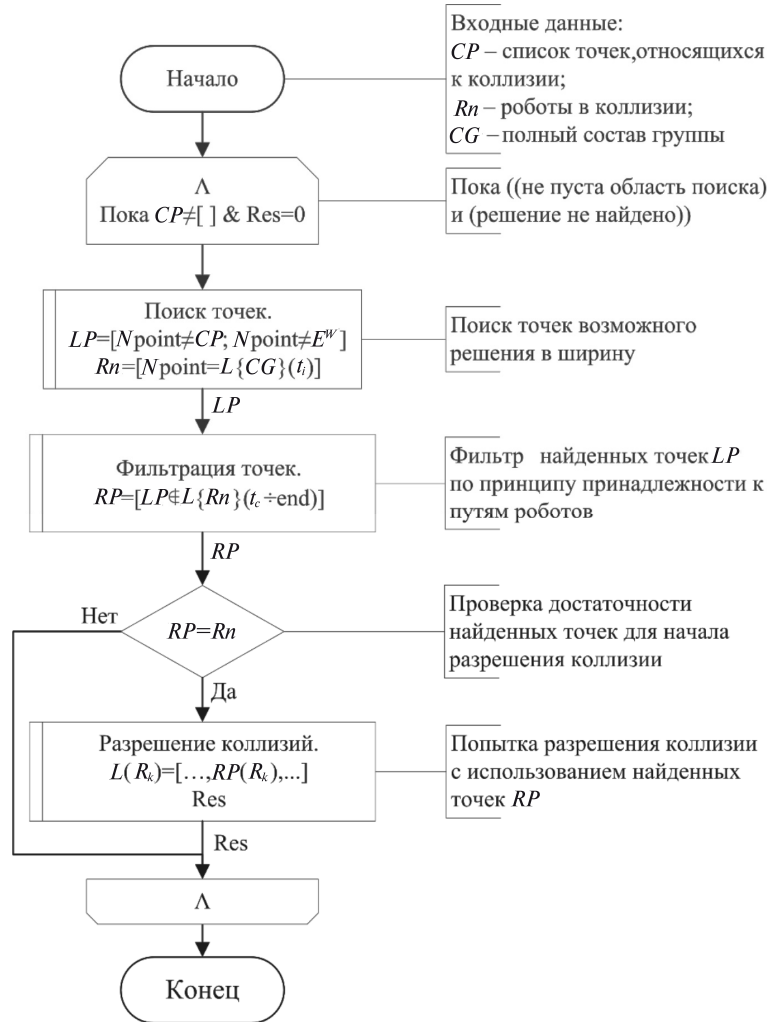 Начало
Входные данные:
CP – список точек,относящихся
к коллизии;
Rn – роботы в коллизии;
CG – полный состав группы
Λ
Пока CP≠[ ] & Res=0
Пока ((не пуста область поиска)
и (решение не найдено))
Поиск точек.
LP=[Npoint≠CP; Npoint≠Eᵂ]
Rn=[Npoint=L{CG}(tᵢ)]
Поиск точек возможного
решения в ширину
LP
Фильтрация точек.
RP=[LP∉L{Rn}(t_c÷end)]
Фильтр найденных точек LP
по принципу принадлежности к
путям роботов
RP
Нет
RP=Rn
Проверка достаточности
найденных точек для начала
разрешения коллизии
Да
Разрешение коллизий.
L(Rₖ)=[…,RP(Rₖ),...]
Res
Попытка разрешения коллизии
с использованием найденных
точек RP
Res
Λ
Конец